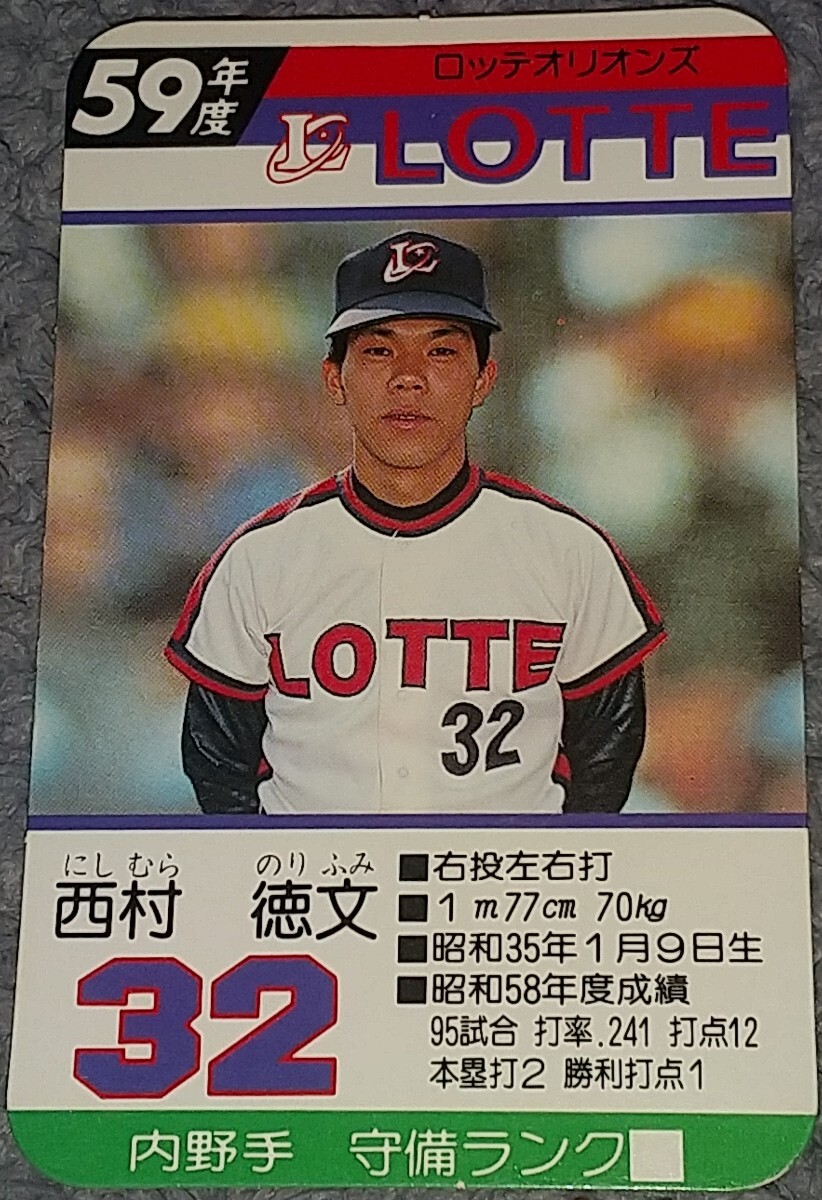 59年度
ロッテオリオンズ
L LOTTE
L
LOTTE
32
にし むら のり ふみ
西村 徳文
32
■右投左右打
■1m77cm 70kg
■昭和35年1月9日生
■昭和58年度成績
95試合 打率.241 打点12
本塁打2 勝利打点1
内野手 守備ランク